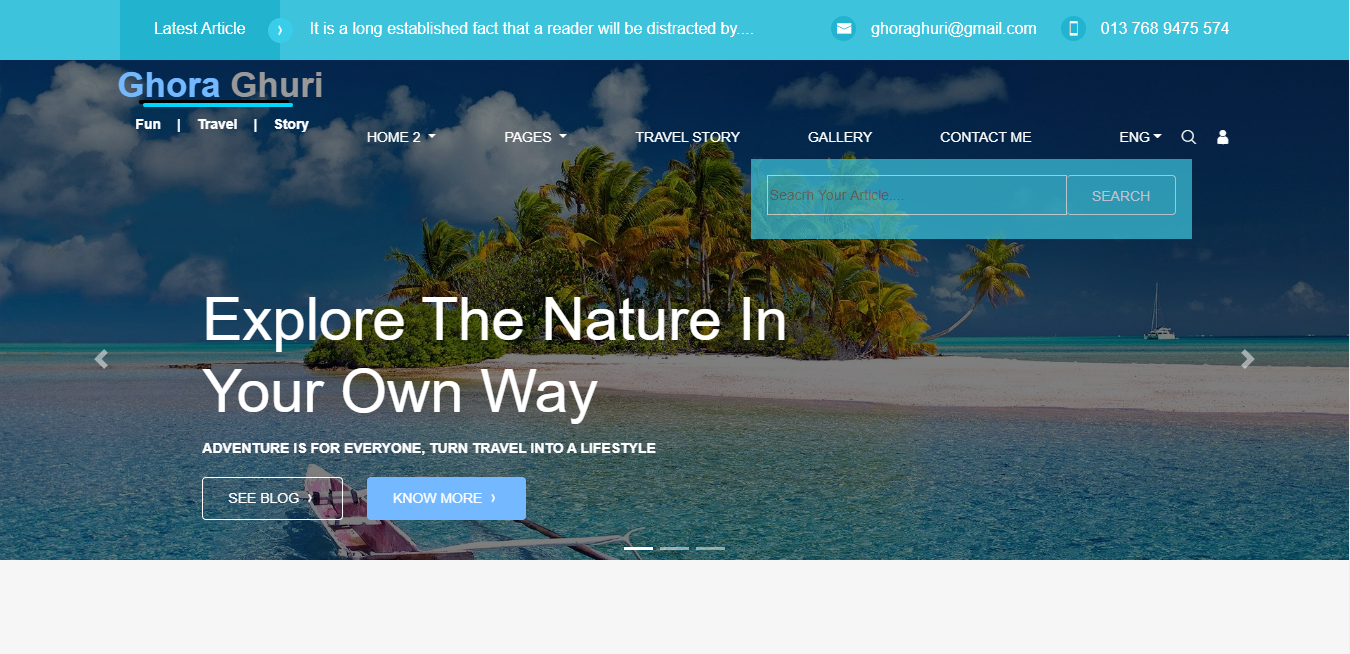 Latest Article › It is a long established fact that a reader will be distracted by.... ghoraghuri@gmail.com 013 768 9475 574
Ghora Ghuri
Fun | Travel | Story
HOME 2 PAGES TRAVEL STORY GALLERY CONTACT ME ENG
Seacrh Your Article.... SEARCH
Explore The Nature In
Your Own Way
ADVENTURE IS FOR EVERYONE, TURN TRAVEL INTO A LIFESTYLE
SEE BLOG › KNOW MORE ›